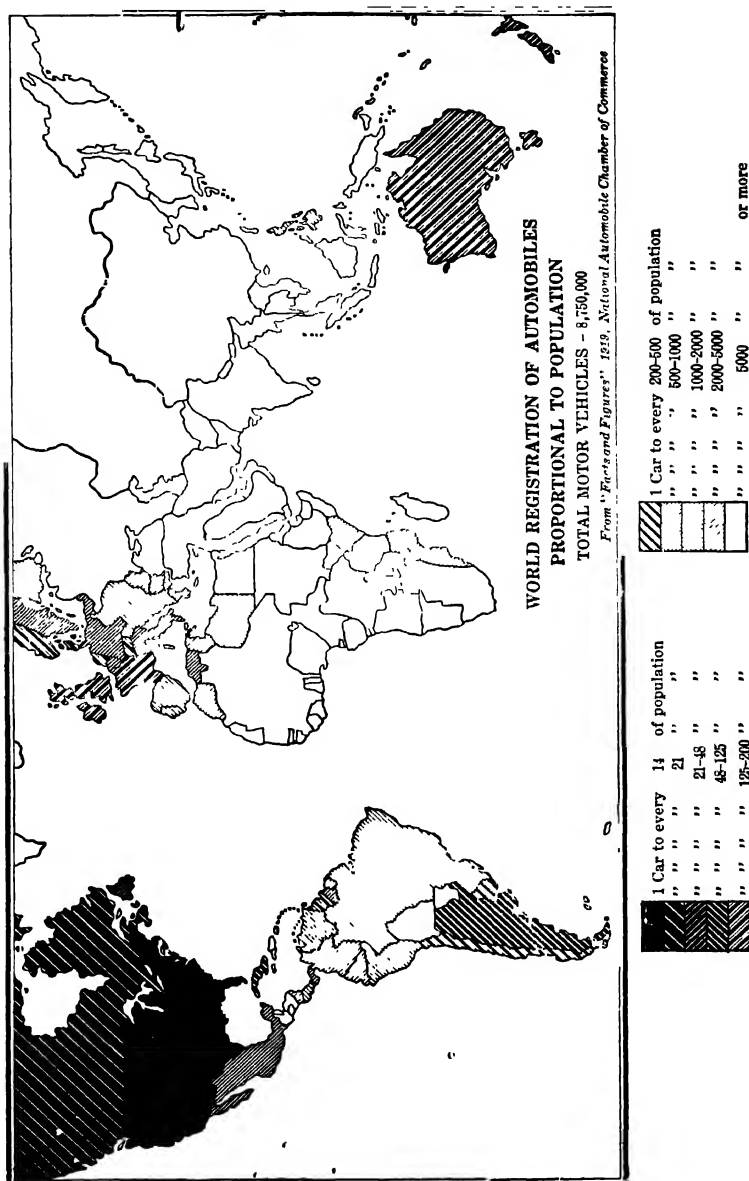 WORLD REGISTRATION OF AUTOMOBILES
PROPORTIONAL TO POPULATION
TOTAL MOTOR VEHICLES – 8,750,000
From "Facts and Figures" 1919, National Automobile Chamber of Commerce
1 Car to every 14 of population
" " " " 21 " "
" " " " 21-48 " "
" " " " 48-125 " "
" " " " 125-200 " "
1 Car to every 200-500 of population
" " " " 500-1000 " "
" " " " 1000-2000 " "
" " " " 2000-5000 " "
" " " " 5000 " " or more